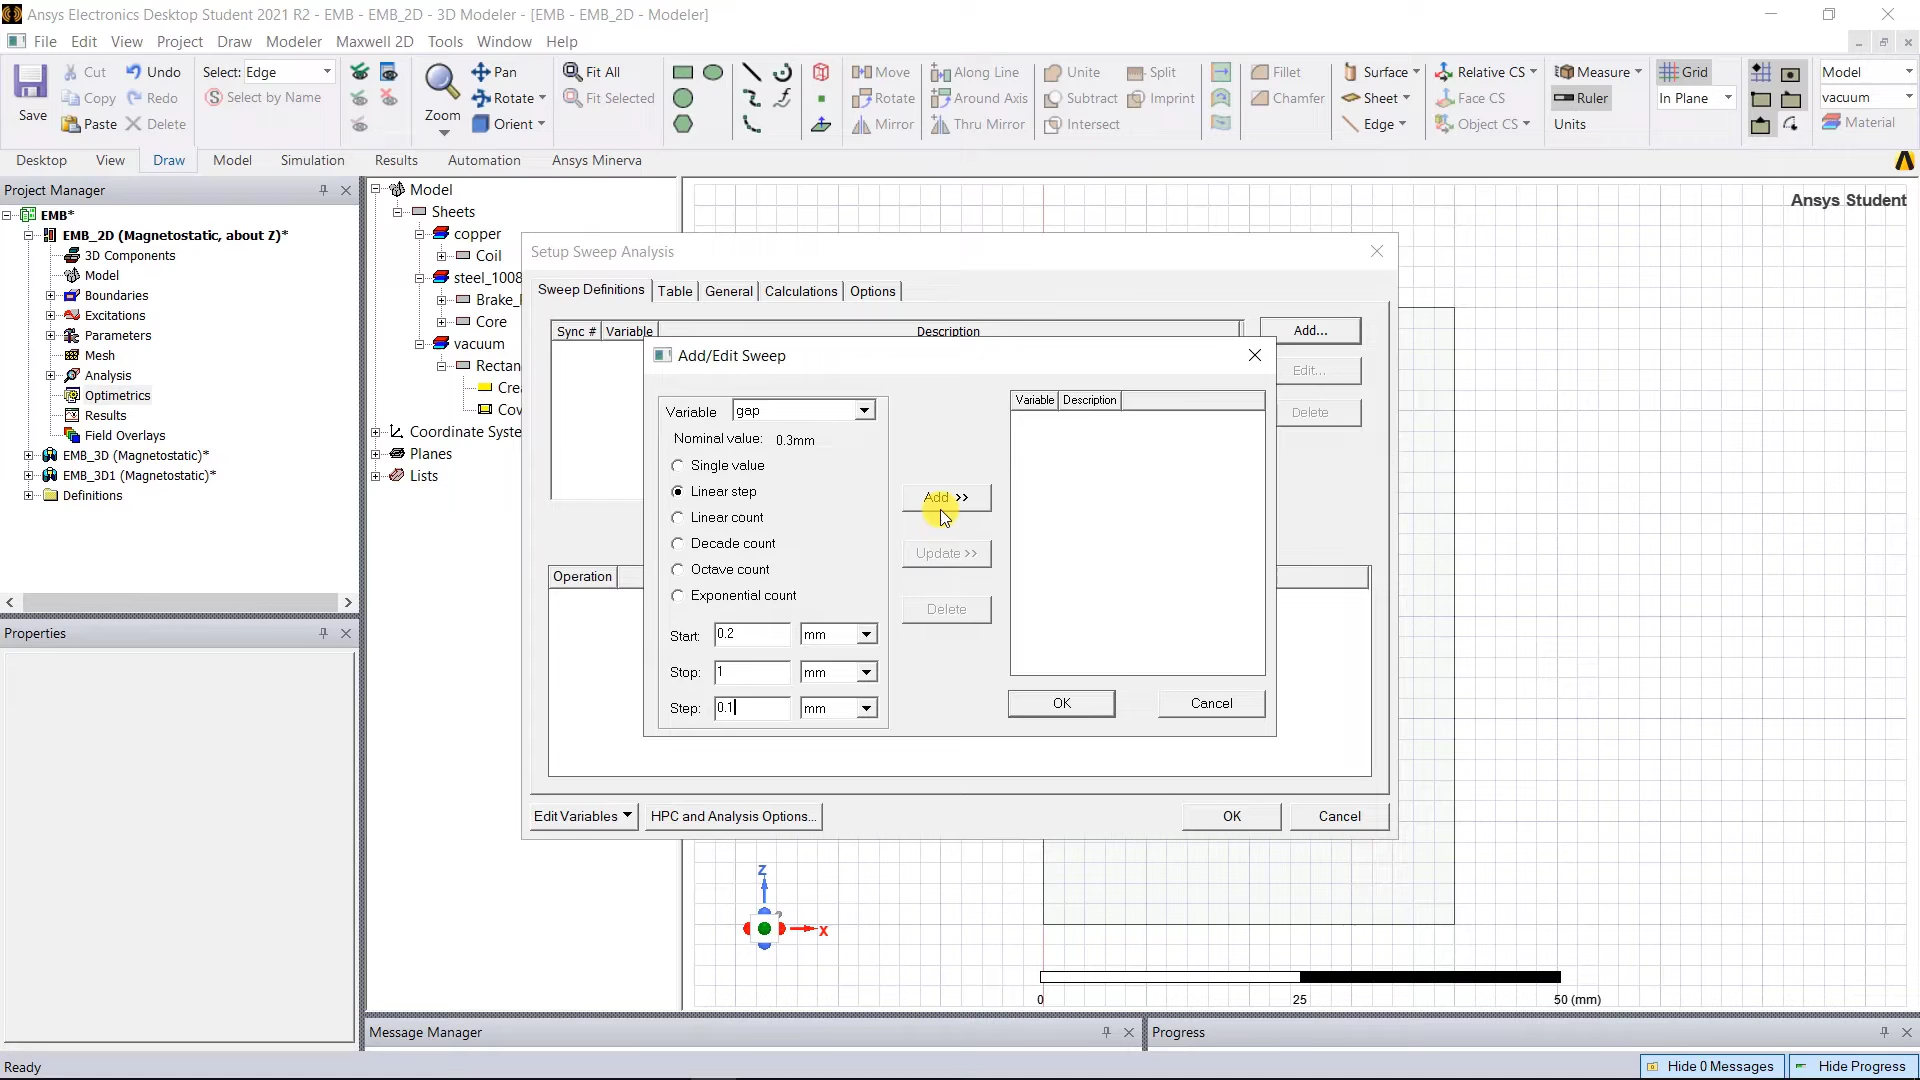 Ansys Electronics Desktop Student 2021 R2 - EMB - EMB_2D - 3D Modeler - [EMB - EMB_2D - Modeler]
File Edit View Project Draw Modeler Maxwell 2D Tools Window Help
Save Cut Undo Select: Edge Zoom Pan Fit All Move Along Line Unite Split Fillet Surface Relative CS Measure Grid Model
Copy Redo Select by Name Rotate Fit Selected Rotate Around Axis Subtract Imprint Chamfer Sheet Face CS Ruler In Plane vacuum
Paste Delete Orient Mirror Thru Mirror Intersect Edge Object CS Units Material
Desktop View Draw Model Simulation Results Automation Ansys Minerva
Project Manager
EMB*
EMB_2D (Magnetostatic, about Z)*
3D Components
Model
Boundaries
Excitations
Parameters
Mesh
Analysis
Optimetrics
Results
Field Overlays
EMB_3D (Magnetostatic)*
EMB_3D1 (Magnetostatic)*
Definitions
Properties
Model
Sheets
copper
Coil
steel_1008
Brake_
Core
vacuum
Rectan
Crea
Cov
Coordinate Syste
Planes
Lists
Ansys Student
Setup Sweep Analysis
Sweep Definitions Table General Calculations Options
Sync # Variable Description
Add...
Edit...
Delete
Operation
Add/Edit Sweep
Variable gap
Nominal value: 0.3mm
Single value
Linear step
Linear count
Decade count
Octave count
Exponential count
Start: 0.2 mm
Stop: 1 mm
Step: 0.1 mm
Add >>
Update >>
Delete
Variable Description
OK Cancel
Edit Variables HPC and Analysis Options... OK Cancel
Z
X
0 25 50 (mm)
Message Manager
Progress
Ready
Hide 0 Messages Hide Progress